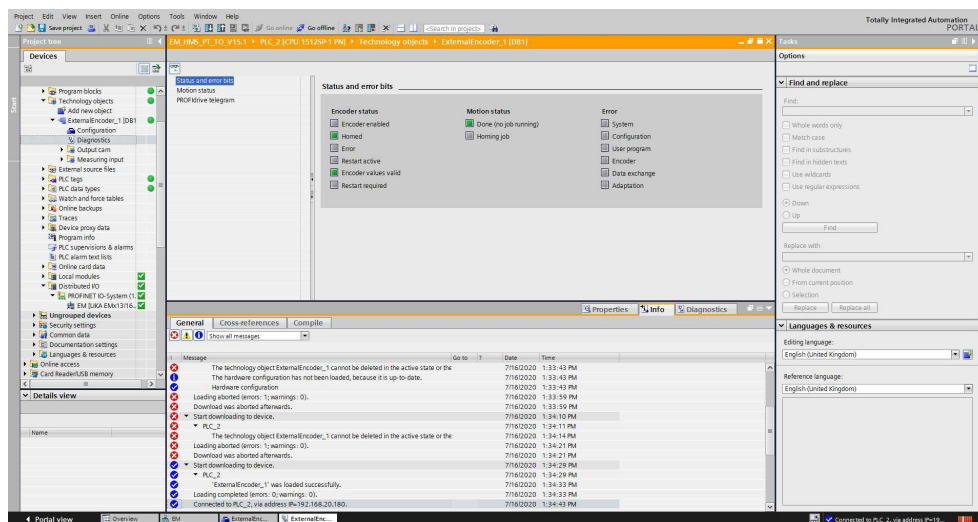 Project Edit View Insert Online Options Tools Window Help
Totally Integrated Automation
PORTAL
Save project
Go online
Go offline
<Search in project>
Project tree
EM_HMS_PT_TO_V15.1 PLC_2 [CPU 1512SP-1 PN] Technology objects ExternalEncoder_1 [DB1]
Tasks
Devices
Options
Start
Program blocks
Technology objects
Add new object
ExternalEncoder_1 [DB1
Configuration
Diagnostics
Output cam
Measuring input
External source files
PLC tags
PLC data types
Watch and force tables
Online backups
Traces
Device proxy data
Program info
PLC supervisions & alarms
PLC alarm text lists
Online card data
Local modules
Distributed I/O
PROFINET IO-System (1
EM [LIKA EMx13/16..
Ungrouped devices
Security settings
Common data
Documentation settings
Languages & resources
Online access
Card Reader/USB memory
Details view
Name
Status and error bits
Motion status
PROFIdrive telegram
Status and error bits
Encoder status
Encoder enabled
Homed
Error
Restart active
Encoder values valid
Restart required
Motion status
Done (no job running)
Homing job
Error
System
Configuration
User program
Encoder
Data exchange
Adaptation
Properties
Info
Diagnostics
General
Cross-references
Compile
Show all messages
! Message Go to ? Date Time
The technology object ExternalEncoder_1 cannot be deleted in the active state or the 7/16/2020 1:33:43 PM
The hardware configuration has not been loaded, because it is up-to-date. 7/16/2020 1:33:43 PM
Hardware configuration 7/16/2020 1:33:43 PM
Loading aborted (errors: 1; warnings: 0). 7/16/2020 1:33:59 PM
Download was aborted afterwards. 7/16/2020 1:33:59 PM
Start downloading to device. 7/16/2020 1:34:10 PM
PLC_2 7/16/2020 1:34:11 PM
The technology object ExternalEncoder_1 cannot be deleted in the active state or the 7/16/2020 1:34:14 PM
Loading aborted (errors: 1; warnings: 0). 7/16/2020 1:34:21 PM
Download was aborted afterwards. 7/16/2020 1:34:21 PM
Start downloading to device. 7/16/2020 1:34:29 PM
PLC_2 7/16/2020 1:34:29 PM
'ExternalEncoder_1' was loaded successfully. 7/16/2020 1:34:33 PM
Loading completed (errors: 0; warnings: 0). 7/16/2020 1:34:33 PM
Connected to PLC_2, via address IP=192.168.20.180. 7/16/2020 1:34:43 PM
Find and replace
Find:
Whole words only
Match case
Find in substructures
Find in hidden texts
Use wildcards
Use regular expressions
Down
Up
Find
Replace with:
Whole document
From current position
Selection
Replace
Replace all
Languages & resources
Editing language:
English (United Kingdom)
Reference language:
English (United Kingdom)
Portal view
Overview
EM
ExternalEnc...
ExternalEnc...
Connected to PLC_2, via address IP=19...